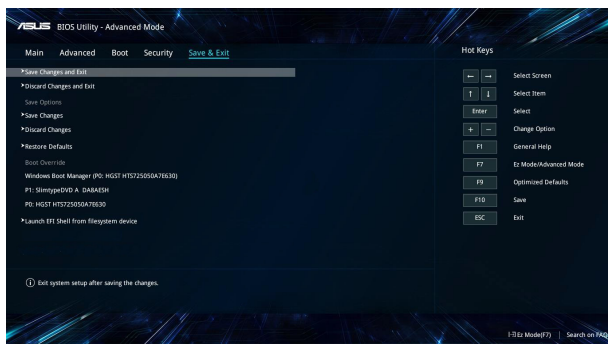 ASUS BIOS Utility - Advanced Mode
Main Advanced Boot Security Save & Exit
Save Changes and Exit
Discard Changes and Exit
Save Options
Save Changes
Discard Changes
Restore Defaults
Boot Override
Windows Boot Manager (P0: HGST HTS725050A7E630)
P1: SlimtypeDVD A DA8AESH
P0: HGST HTS725050A7E630
Launch EFI Shell from filesystem device
Exit system setup after saving the changes.
Hot Keys
← → Select Screen
↑ ↓ Select Item
Enter Select
+ − Change Option
F1 General Help
F7 Ez Mode/Advanced Mode
F9 Optimized Defaults
F10 Save
ESC Exit
Ez Mode(F7) | Search on FAQ